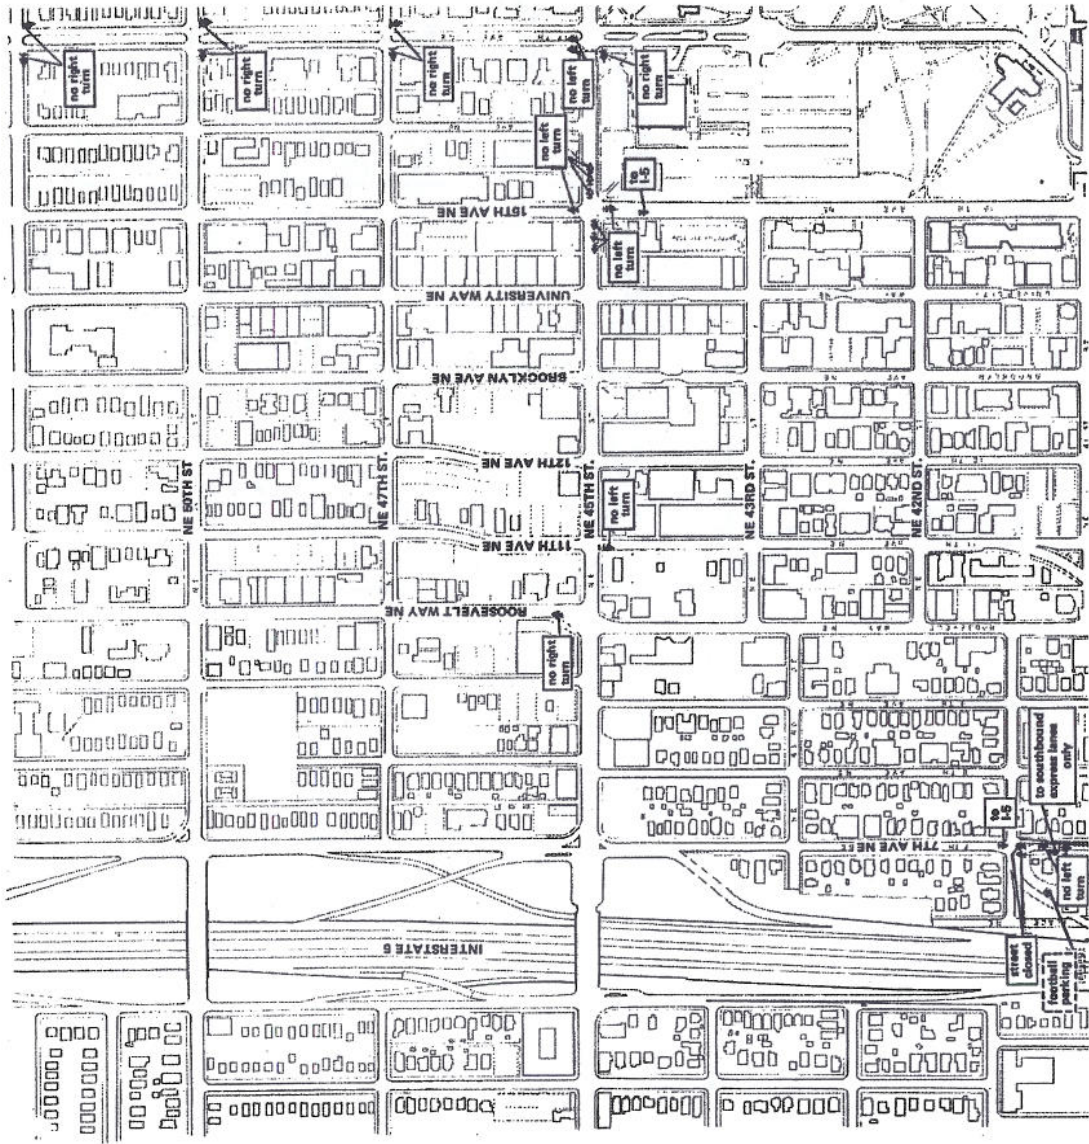 no right
turn
no right
turn
no right
turn
no left
turn
no right
turn
no left
turn
to
I-5
15TH AVE NE
no left
turn
UNIVERSITY WAY NE
BROOKLYN AVE NE
12TH AVE NE
NE 50TH ST
NE 47TH ST.
NE 45TH ST.
NE 43RD ST.
NE 42ND ST.
no left
turn
11TH AVE NE
ROOSEVELT WAY NE
no right
turn
to southbound
express lanes
only
to
I-5
7TH AVE NE
no left
turn
INTERSTATE 5
street
closed
football
parking